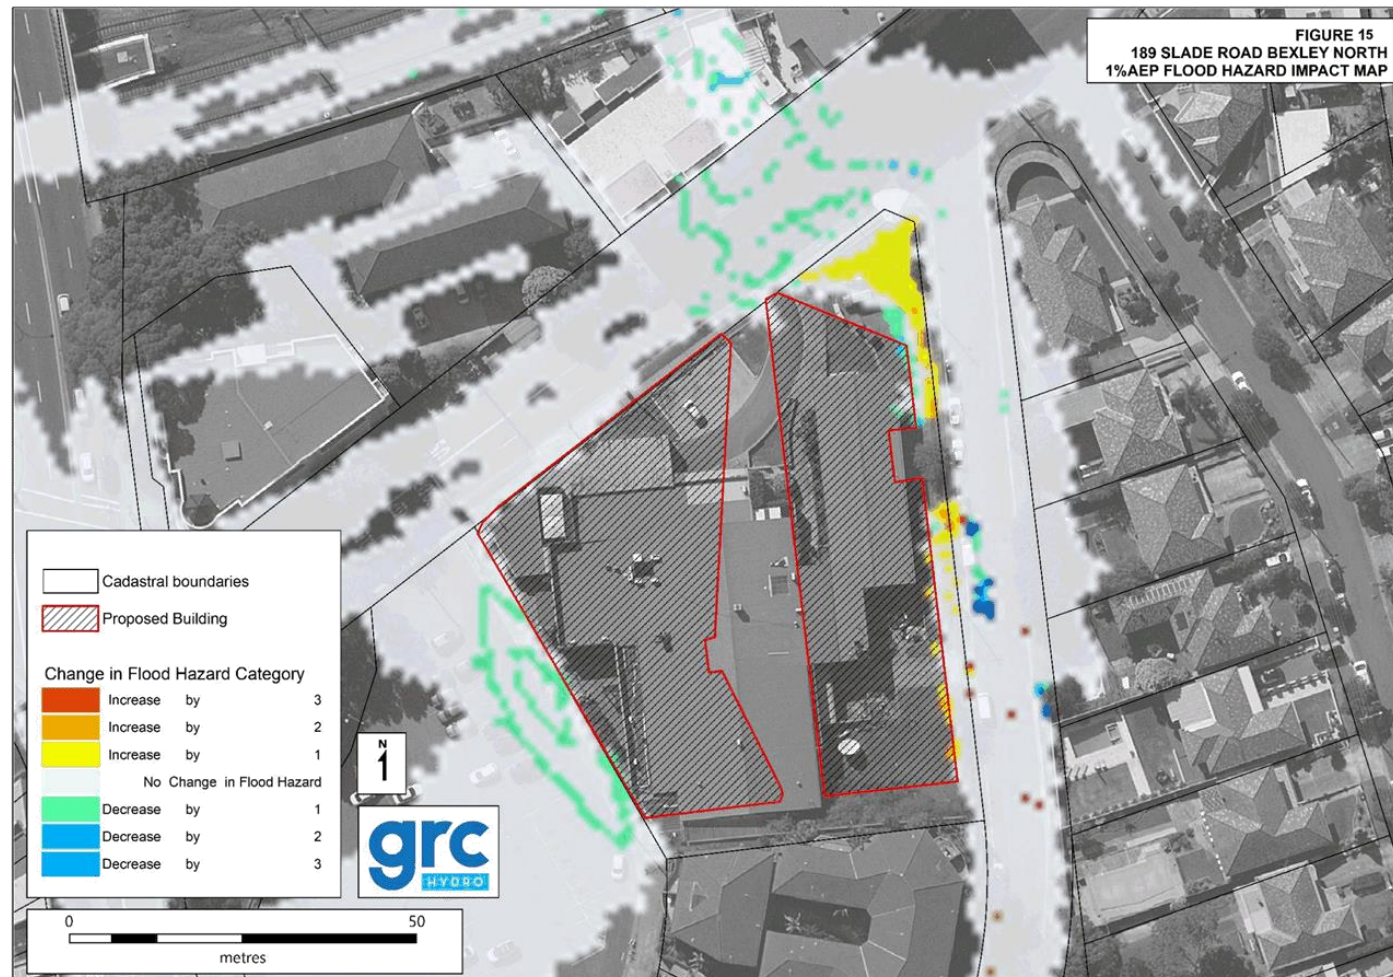 FIGURE 15
189 SLADE ROAD BEXLEY NORTH
1%AEP FLOOD HAZARD IMPACT MAP
Cadastral boundaries
Proposed Building
Change in Flood Hazard Category
Increase by 3
Increase by 2
Increase by 1
No Change in Flood Hazard
Decrease by 1
Decrease by 2
Decrease by 3
N
1
grc
HYDRO
0 50
metres